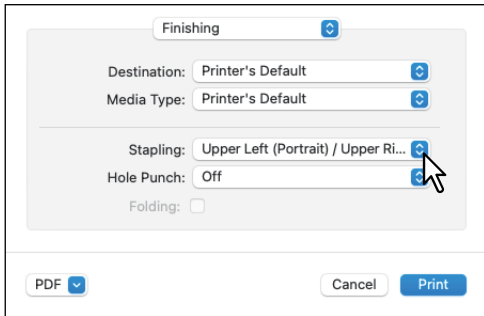 Finishing
Destination: Printer's Default
Media Type: Printer's Default
Stapling: Upper Left (Portrait) / Upper Ri...
Hole Punch: Off
Folding:
PDF Cancel Print